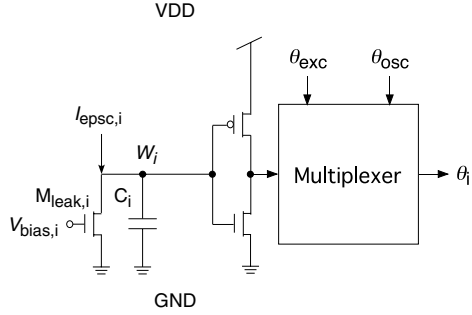 VDD
θexc
θosc
Iepsc,i
Wi
Mleak,i
Ci
Multiplexer
θi
Vbias,i
GND